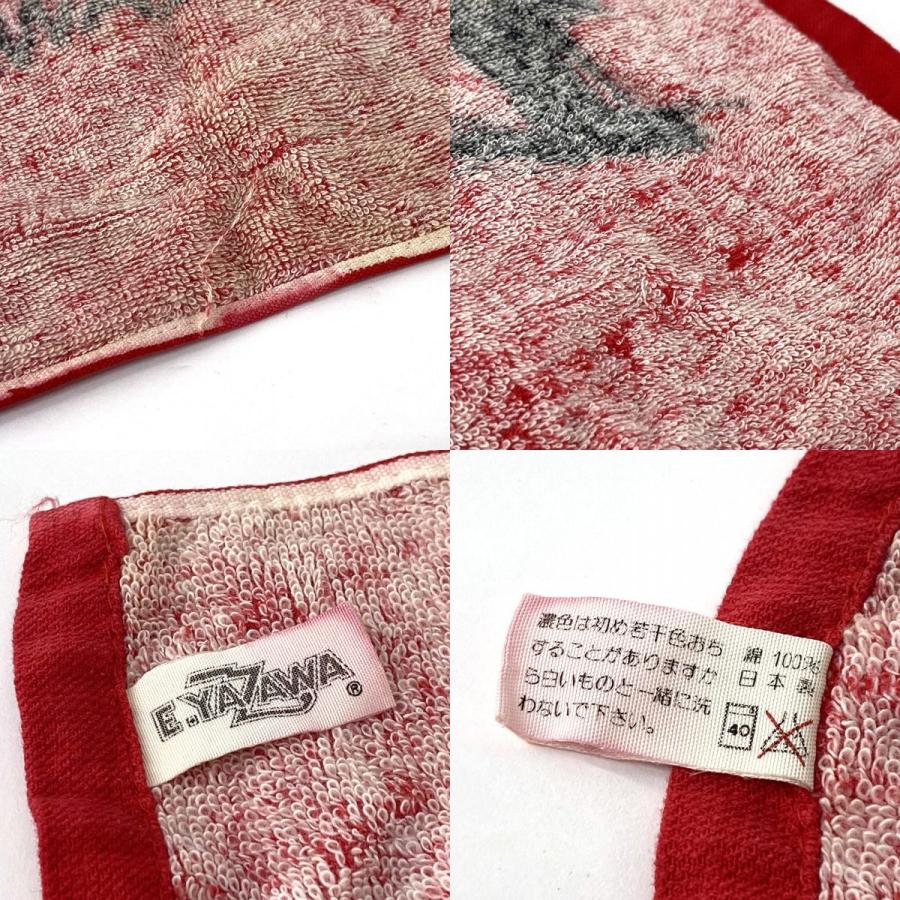 E.YAZAWA®
濃色は初め若干色おち
することがありますか
ら白いものと一緒に洗
わないで下さい。
綿 100%
日本製
40